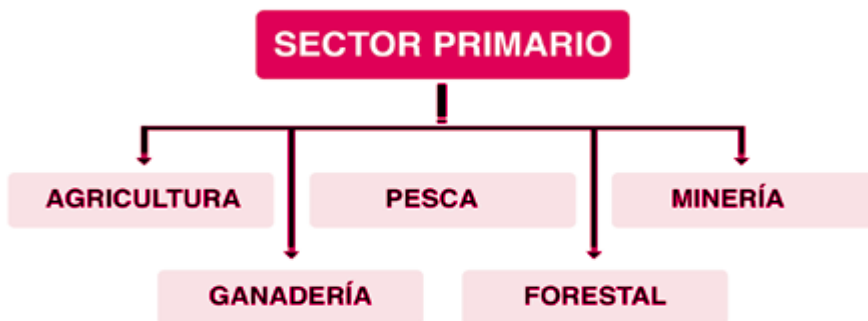 SECTOR PRIMARIO
AGRICULTURA
PESCA
MINERÍA
GANADERÍA
FORESTAL